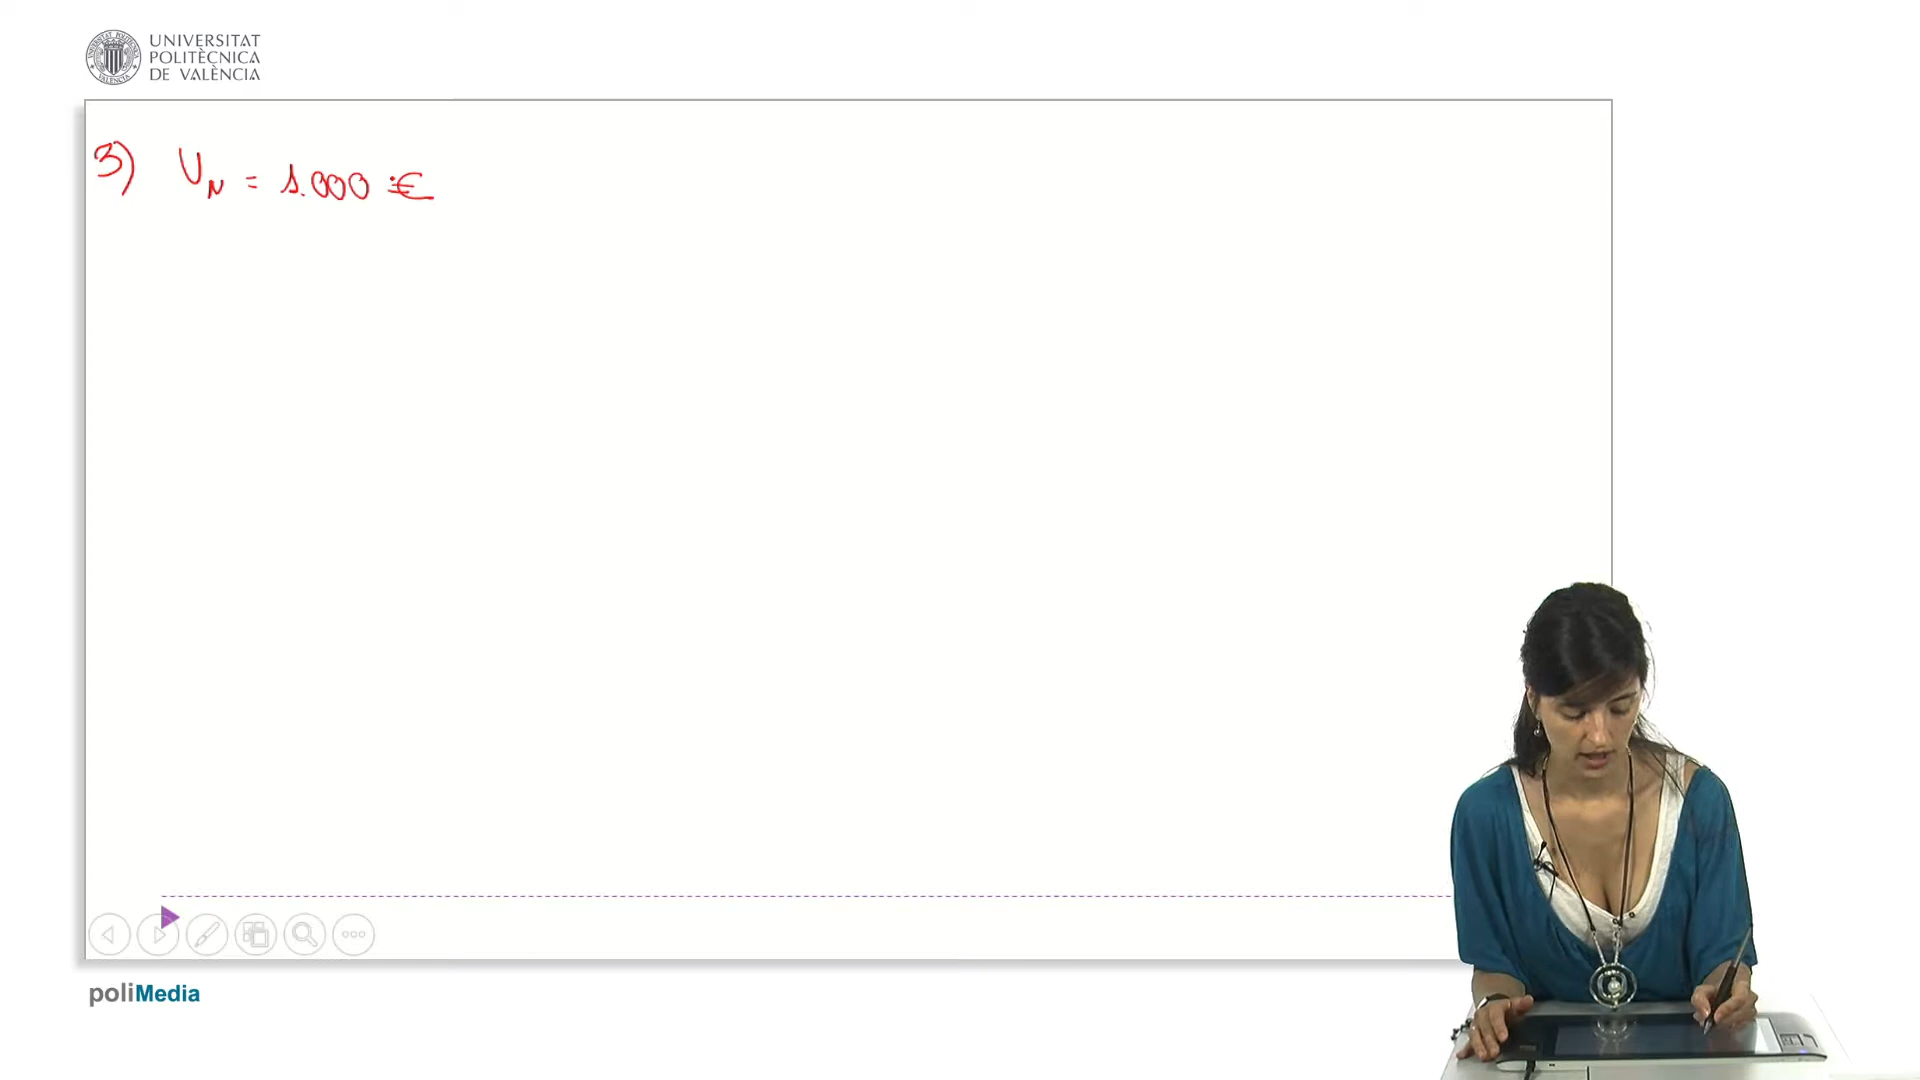 UNIVERSITAT
POLITÈCNICA
DE VALÈNCIA
3) V_N = 1.000 €
poliMedia